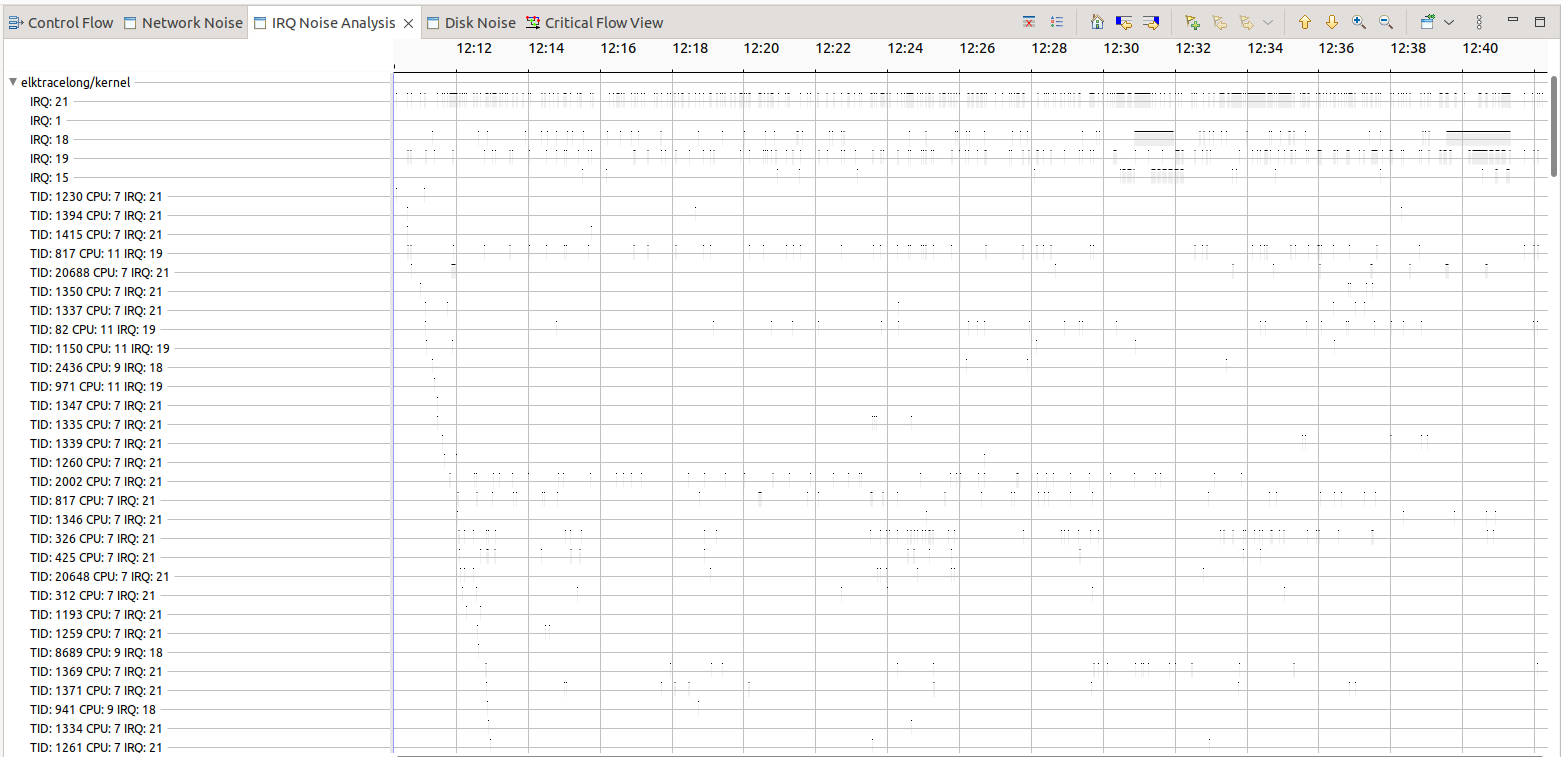 Control Flow Network Noise IRQ Noise Analysis Disk Noise Critical Flow View
12:12 12:14 12:16 12:18 12:20 12:22 12:24 12:26 12:28 12:30 12:32 12:34 12:36 12:38 12:40
elktracelong/kernel
IRQ: 21
IRQ: 1
IRQ: 18
IRQ: 19
IRQ: 15
TID: 1230 CPU: 7 IRQ: 21
TID: 1394 CPU: 7 IRQ: 21
TID: 1415 CPU: 7 IRQ: 21
TID: 817 CPU: 11 IRQ: 19
TID: 20688 CPU: 7 IRQ: 21
TID: 1350 CPU: 7 IRQ: 21
TID: 1337 CPU: 7 IRQ: 21
TID: 82 CPU: 11 IRQ: 19
TID: 1150 CPU: 11 IRQ: 19
TID: 2436 CPU: 9 IRQ: 18
TID: 971 CPU: 11 IRQ: 19
TID: 1347 CPU: 7 IRQ: 21
TID: 1335 CPU: 7 IRQ: 21
TID: 1339 CPU: 7 IRQ: 21
TID: 1260 CPU: 7 IRQ: 21
TID: 2002 CPU: 7 IRQ: 21
TID: 817 CPU: 7 IRQ: 21
TID: 1346 CPU: 7 IRQ: 21
TID: 326 CPU: 7 IRQ: 21
TID: 425 CPU: 7 IRQ: 21
TID: 20648 CPU: 7 IRQ: 21
TID: 312 CPU: 7 IRQ: 21
TID: 1193 CPU: 7 IRQ: 21
TID: 1259 CPU: 7 IRQ: 21
TID: 8689 CPU: 9 IRQ: 18
TID: 1369 CPU: 7 IRQ: 21
TID: 1371 CPU: 7 IRQ: 21
TID: 941 CPU: 9 IRQ: 18
TID: 1334 CPU: 7 IRQ: 21
TID: 1261 CPU: 7 IRQ: 21